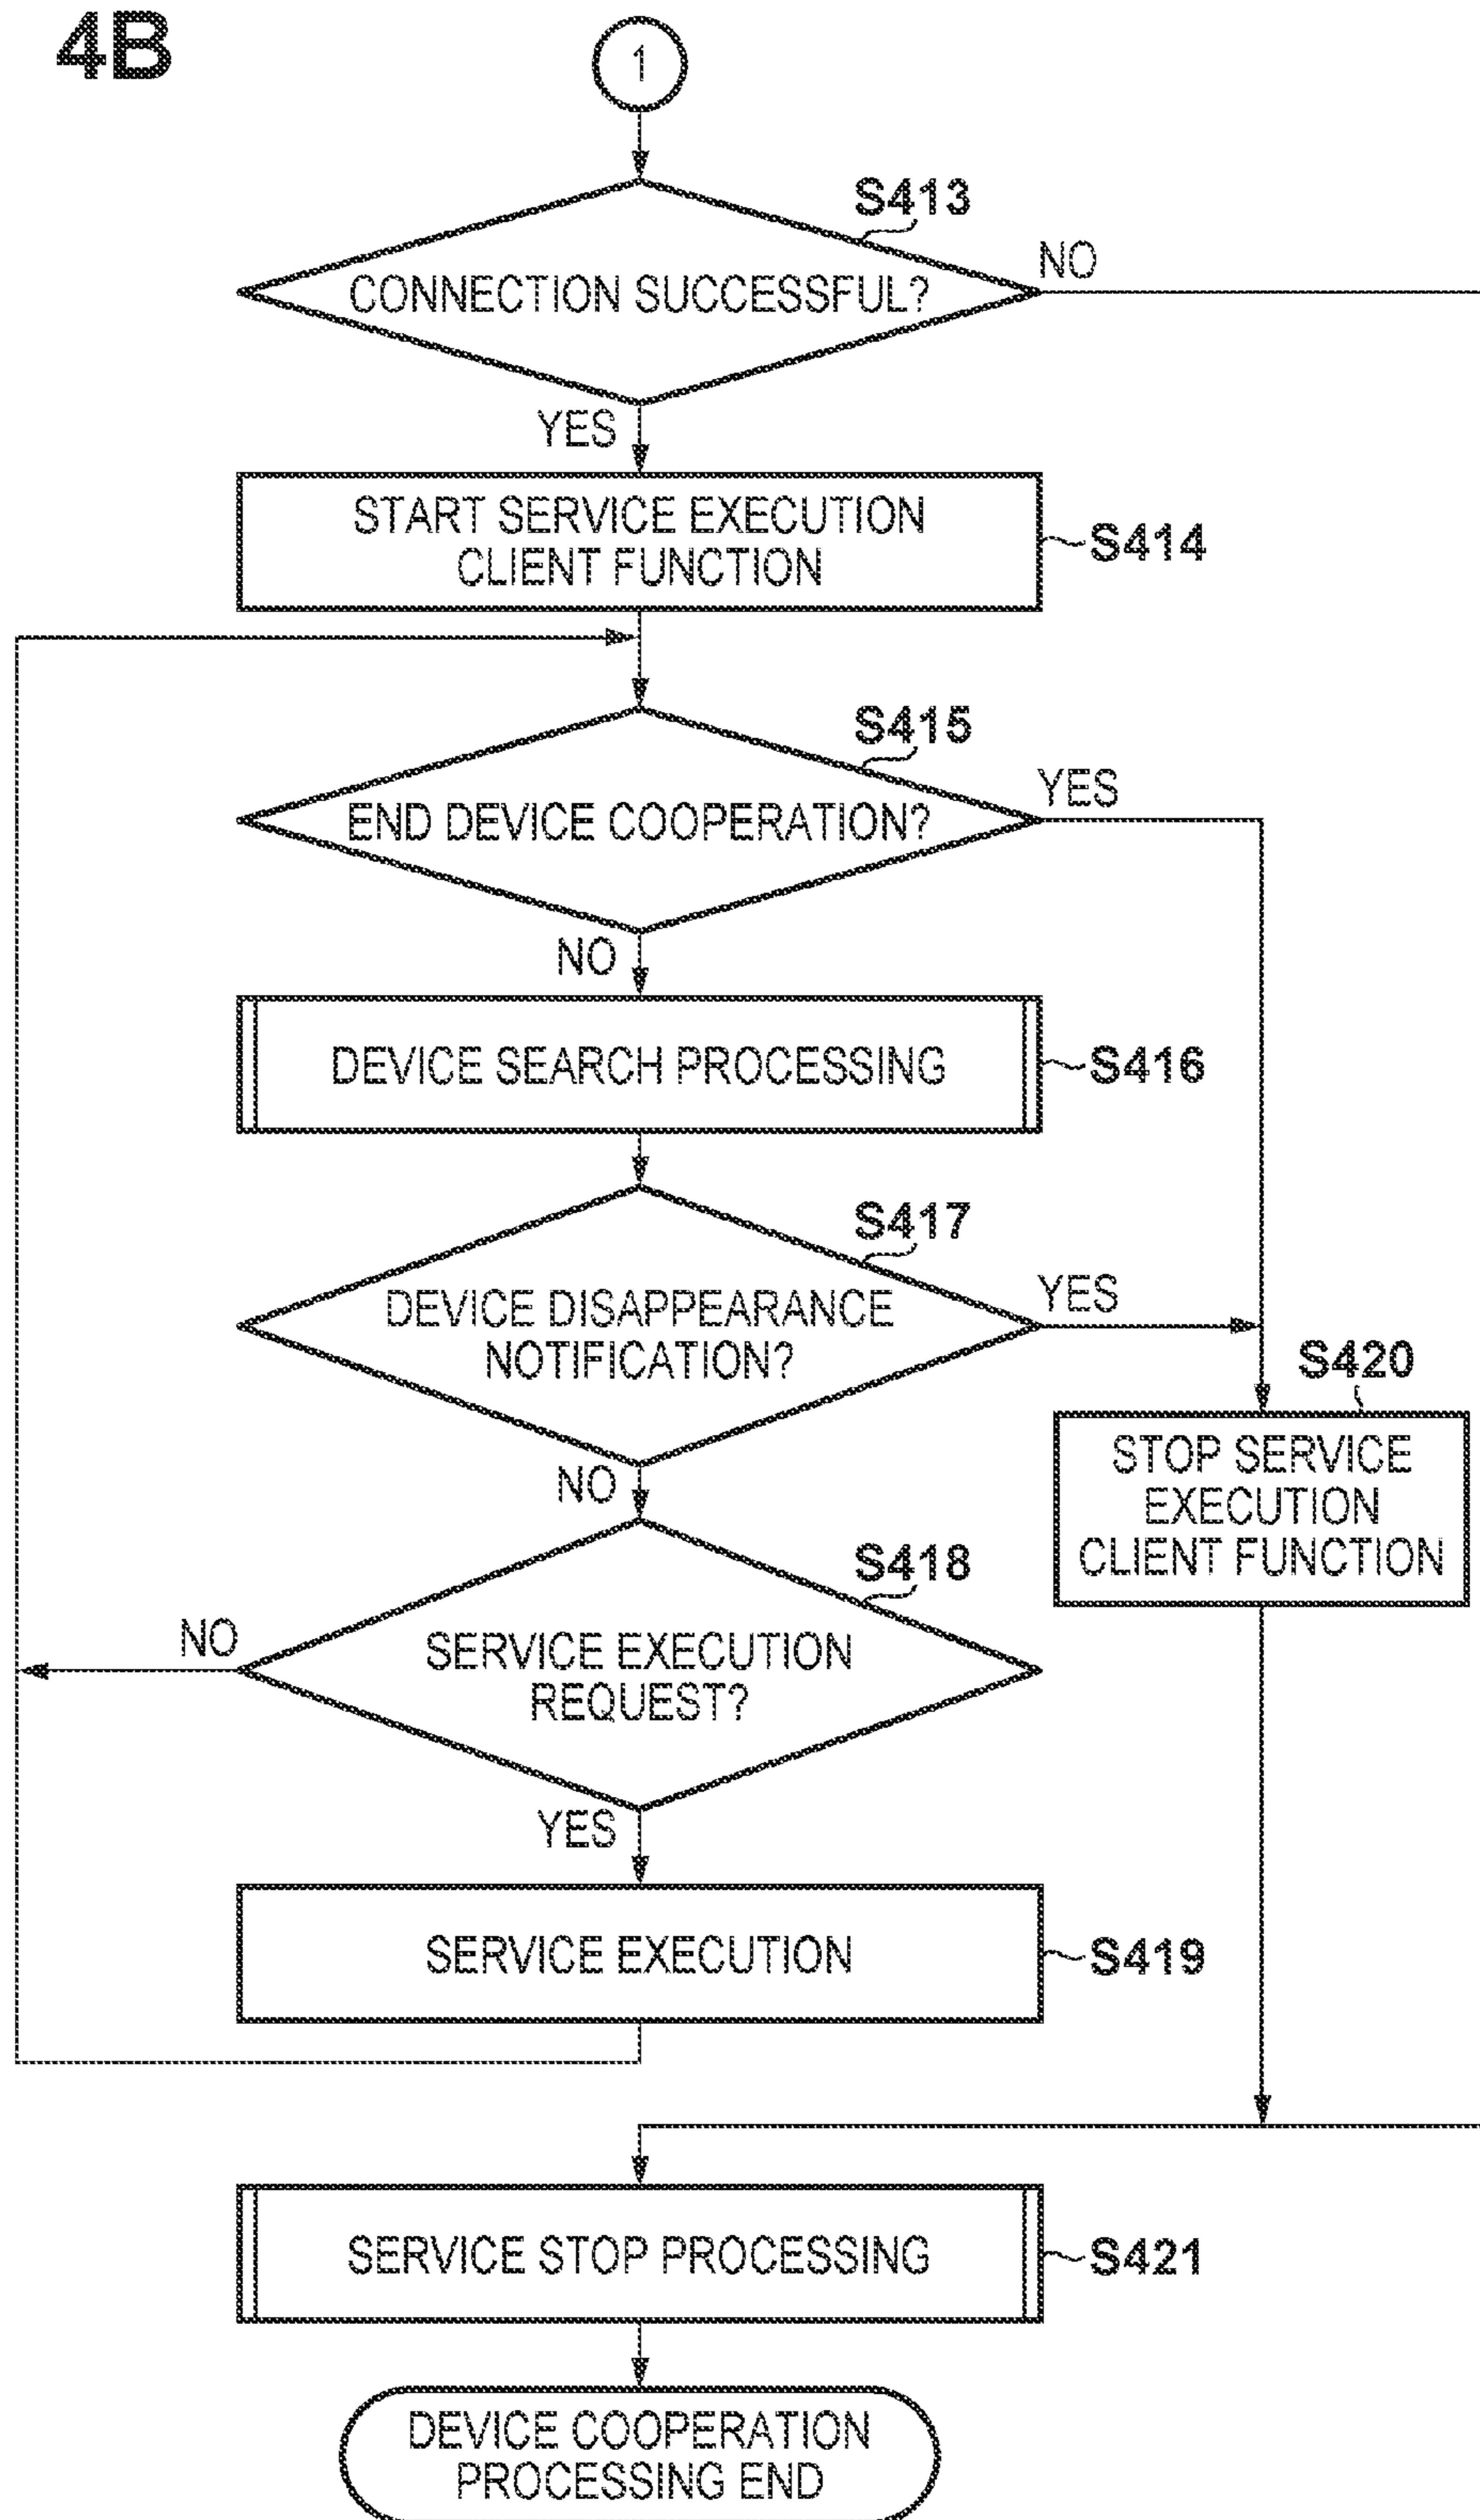 4B
1
S413
CONNECTION SUCCESSFUL?
NO
YES
START SERVICE EXECUTION
CLIENT FUNCTION
S414
S415
END DEVICE COOPERATION?
YES
NO
DEVICE SEARCH PROCESSING
S416
S417
DEVICE DISAPPEARANCE
NOTIFICATION?
YES
NO
S420
STOP SERVICE
EXECUTION
CLIENT FUNCTION
S418
SERVICE EXECUTION
REQUEST?
NO
YES
SERVICE EXECUTION
S419
SERVICE STOP PROCESSING
S421
DEVICE COOPERATION
PROCESSING END